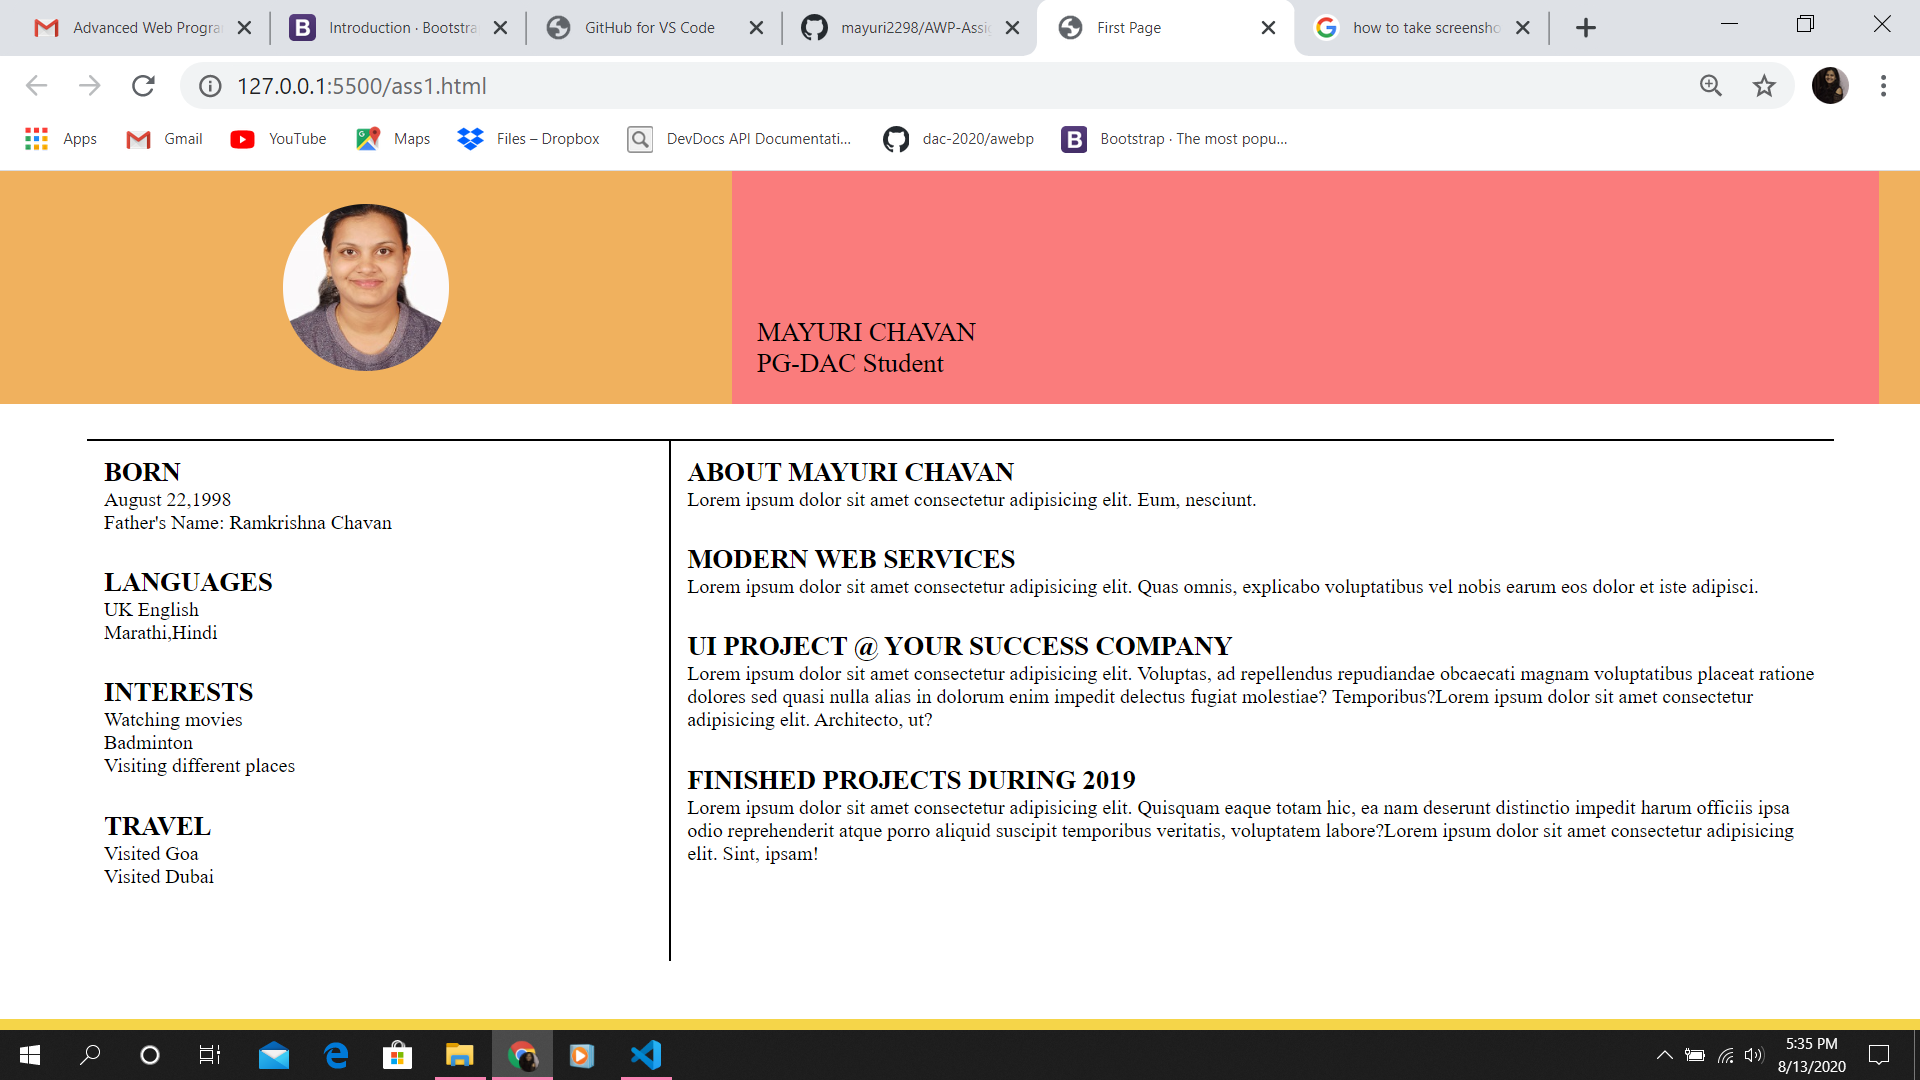 Advanced Web Progra
Introduction · Bootstra
GitHub for VS Code
mayuri2298/AWP-Assig
First Page
how to take screensho
127.0.0.1:5500/ass1.html
Apps
Gmail
YouTube
Maps
Files – Dropbox
DevDocs API Documentati...
dac-2020/awebp
B
Bootstrap · The most popu...
MAYURI CHAVAN
PG-DAC Student
BORN
August 22,1998
Father's Name: Ramkrishna Chavan
LANGUAGES
UK English
Marathi,Hindi
INTERESTS
Watching movies
Badminton
Visiting different places
TRAVEL
Visited Goa
Visited Dubai
ABOUT MAYURI CHAVAN
Lorem ipsum dolor sit amet consectetur adipisicing elit. Eum, nesciunt.
MODERN WEB SERVICES
Lorem ipsum dolor sit amet consectetur adipisicing elit. Quas omnis, explicabo voluptatibus vel nobis earum eos dolor et iste adipisci.
UI PROJECT @ YOUR SUCCESS COMPANY
Lorem ipsum dolor sit amet consectetur adipisicing elit. Voluptas, ad repellendus repudiandae obcaecati magnam voluptatibus placeat ratione
dolores sed quasi nulla alias in dolorum enim impedit delectus fugiat molestiae? Temporibus?Lorem ipsum dolor sit amet consectetur
adipisicing elit. Architecto, ut?
FINISHED PROJECTS DURING 2019
Lorem ipsum dolor sit amet consectetur adipisicing elit. Quisquam eaque totam hic, ea nam deserunt distinctio impedit harum officiis ipsa
odio reprehenderit atque porro aliquid suscipit temporibus veritatis, voluptatem labore?Lorem ipsum dolor sit amet consectetur adipisicing
elit. Sint, ipsam!
5:35 PM
8/13/2020